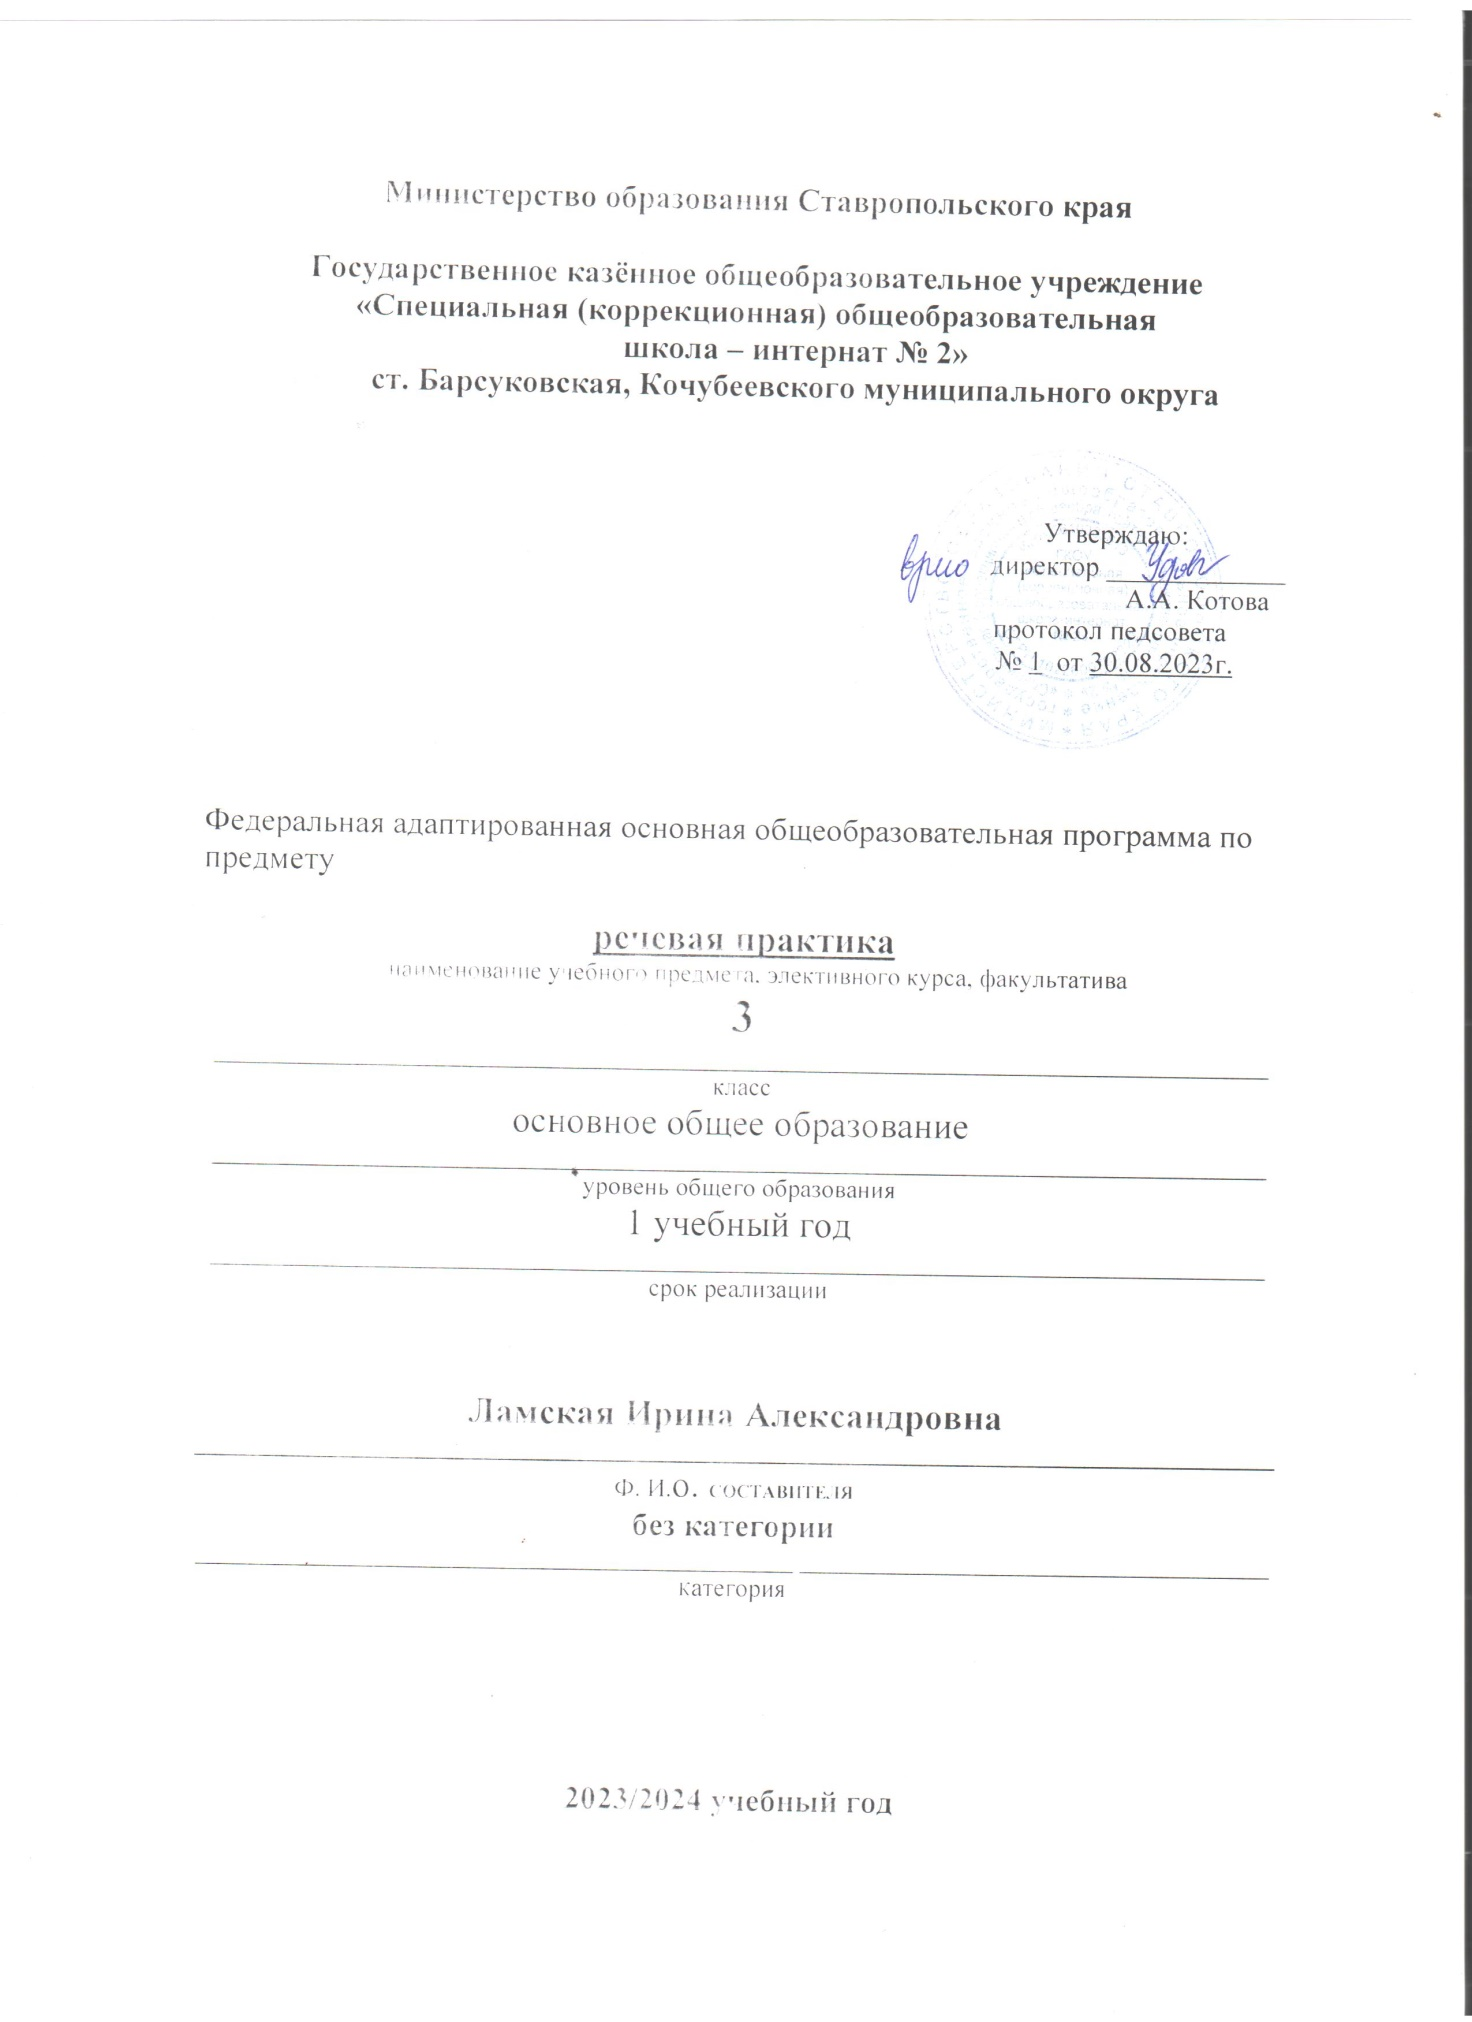 Министерство образования Ставропольского края
Государственное казённое общеобразовательное учреждение
«Специальная (коррекционная) общеобразовательная
школа – интернат № 2»
ст. Барсуковская, Кочубеевского муниципального округа
Утверждаю:
врио директор
А.А. Котова
протокол педсовета
№ 1 от 30.08.2023г.
Федеральная адаптированная основная общеобразовательная программа по
предмету
речевая практика
наименование учебного предмета, элективного курса, факультатива
3
класс
основное общее образование
уровень общего образования
1 учебный год
срок реализации
Ламская Ирина Александровна
Ф. И.О. СОСТАВИТЕЛЯ
без категории
категория
2023/2024 учебный год